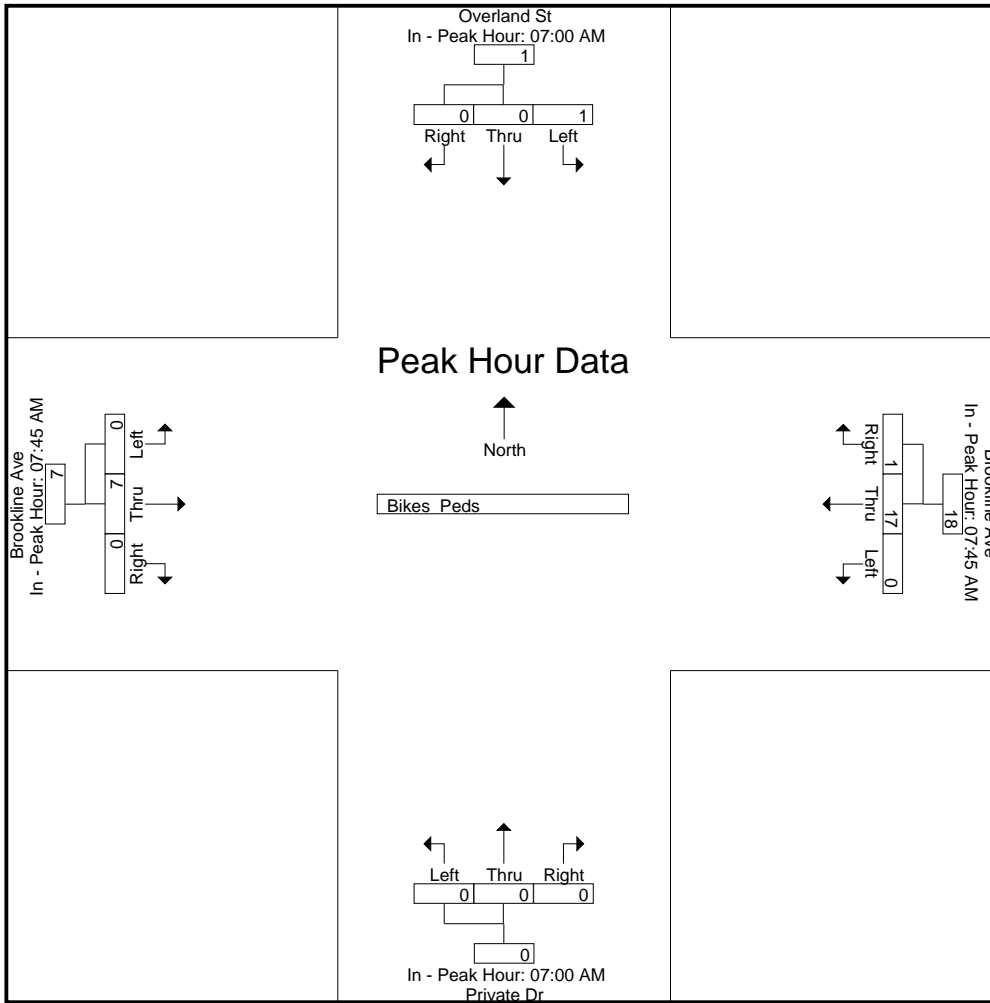 Overland St
In - Peak Hour: 07:00 AM
1
0 0 1
Right Thru Left
Peak Hour Data
North
Bikes Peds
Brookline Ave
In - Peak Hour: 07:45 AM
7
0 7 0
Left Thru Right
Brookline Ave
In - Peak Hour: 07:45 AM
18
1 17 0
Right Thru Left
Left Thru Right
0 0 0
0
In - Peak Hour: 07:00 AM
Private Dr